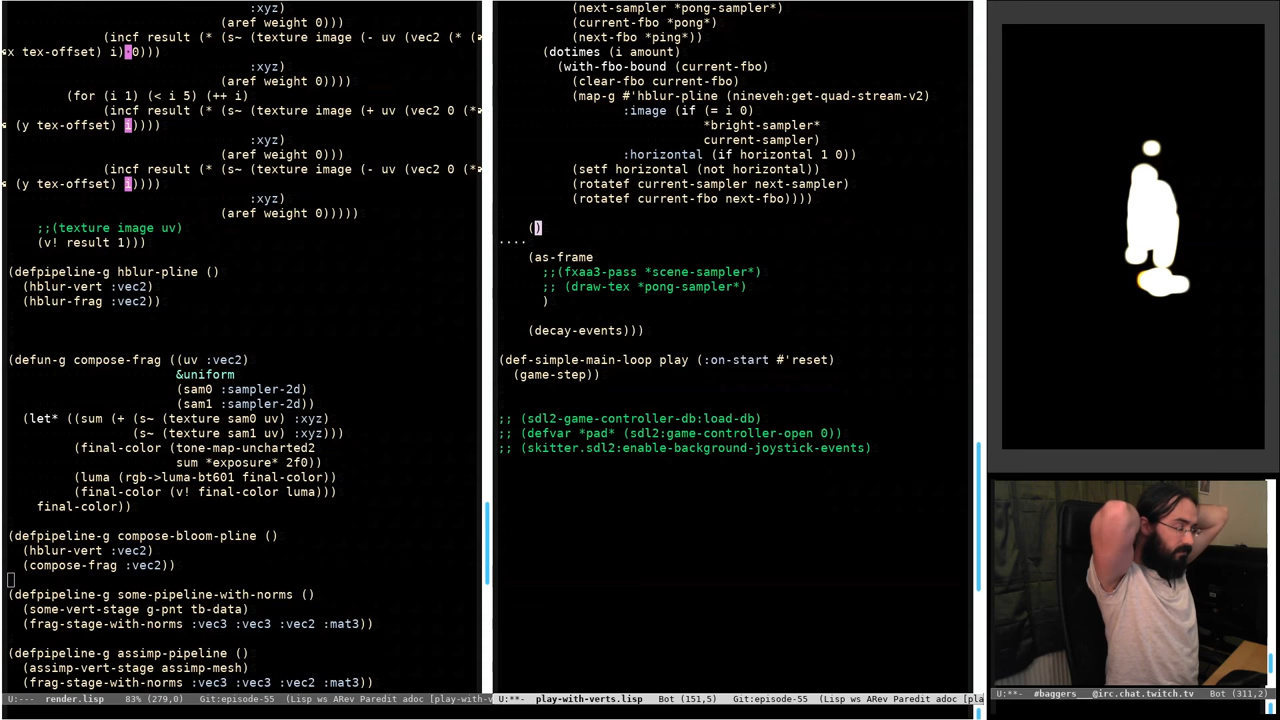 :xyz)
(aref weight 0)))
(incf result (* (s~ (texture image (- uv (vec2 (* (
x tex-offset) i) 0)))
:xyz)
(aref weight 0))))
(for (i 1) (< i 5) (++ i)
(incf result (* (s~ (texture image (+ uv (vec2 0 (*
(y tex-offset) i))))
:xyz)
(aref weight 0)))
(incf result (* (s~ (texture image (- uv (vec2 0 (*
(y tex-offset) i))))
:xyz)
(aref weight 0)))))
;;(texture image uv)
(v! result 1)))
(defpipeline-g hblur-pline ()
(hblur-vert :vec2)
(hblur-frag :vec2))
(defun-g compose-frag ((uv :vec2)
&uniform
(sam0 :sampler-2d)
(sam1 :sampler-2d))
(let* ((sum (+ (s~ (texture sam0 uv) :xyz)
(s~ (texture sam1 uv) :xyz)))
(final-color (tone-map-uncharted2
sum *exposure* 2f0))
(luma (rgb->luma-bt601 final-color))
(final-color (v! final-color luma)))
final-color))
(defpipeline-g compose-bloom-pline ()
(hblur-vert :vec2)
(compose-frag :vec2))
(defpipeline-g some-pipeline-with-norms ()
(some-vert-stage g-pnt tb-data)
(frag-stage-with-norms :vec3 :vec3 :vec2 :mat3))
(defpipeline-g assimp-pipeline ()
(assimp-vert-stage assimp-mesh)
(frag-stage-with-norms :vec3 :vec3 :vec2 :mat3))
U:--- render.lisp 83% (279,0) Git:episode-55 (Lisp ws ARev Paredit adoc [play-with-v
(next-sampler *pong-sampler*)
(current-fbo *pong*)
(next-fbo *ping*))
(dotimes (i amount)
(with-fbo-bound (current-fbo)
(clear-fbo current-fbo)
(map-g #'hblur-pline (nineveh:get-quad-stream-v2)
:image (if (= i 0)
*bright-sampler*
current-sampler)
:horizontal (if horizontal 1 0))
(setf horizontal (not horizontal))
(rotatef current-sampler next-sampler)
(rotatef current-fbo next-fbo))))
()
....
(as-frame
;;(fxaa3-pass *scene-sampler*)
;; (draw-tex *pong-sampler*)
)
(decay-events)))
(def-simple-main-loop play (:on-start #'reset)
(game-step))
;; (sdl2-game-controller-db:load-db)
;; (defvar *pad* (sdl2:game-controller-open 0))
;; (skitter.sdl2:enable-background-joystick-events)
U:**- play-with-verts.lisp Bot (151,5) Git:episode-55 (Lisp ws ARev Paredit adoc [pla
U:**- #baggers__@irc.chat.twitch.tv Bot (311,2)